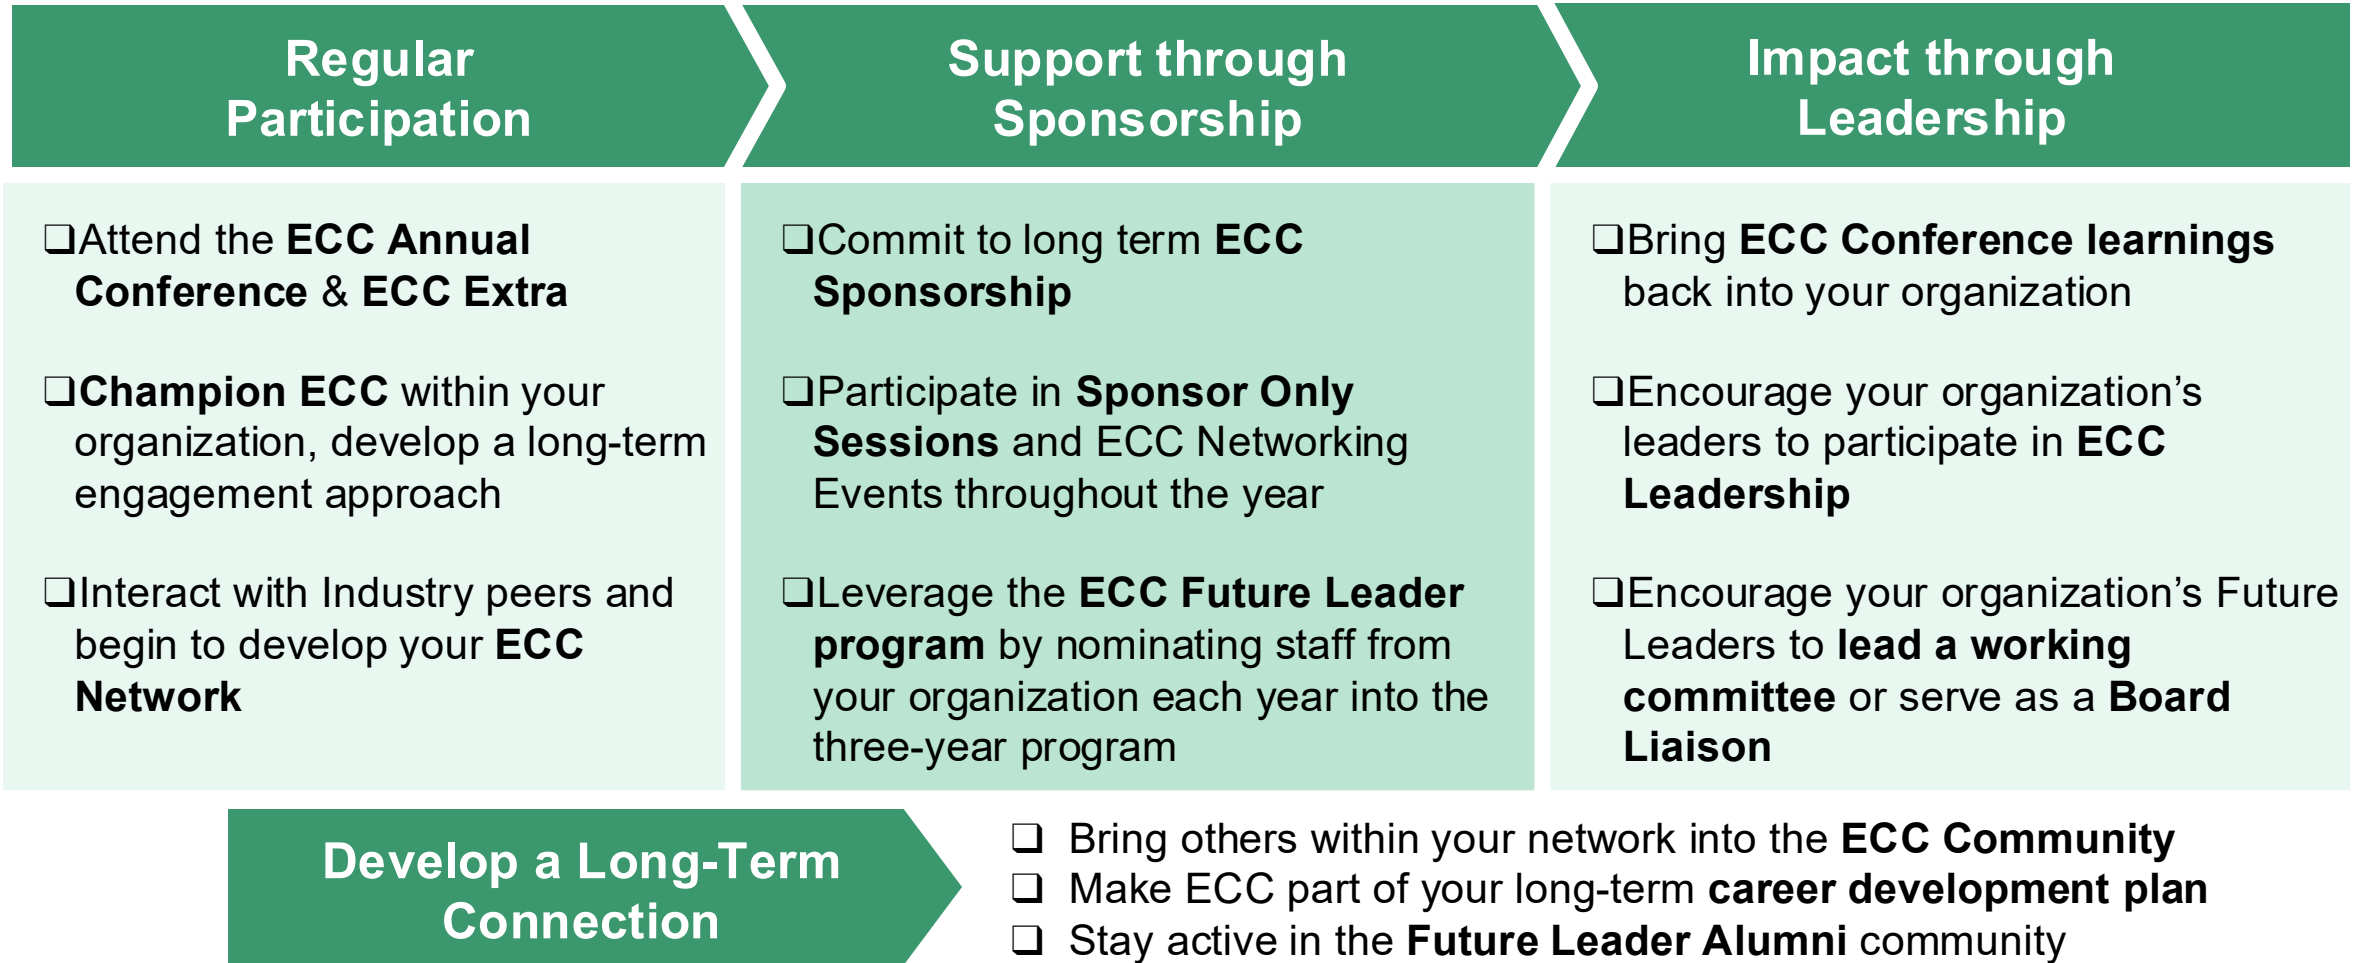 Regular
Participation
Support through
Sponsorship
Impact through
Leadership
❑Attend the ECC Annual
Conference & ECC Extra
❑Champion ECC within your
organization, develop a long-term
engagement approach
❑Interact with Industry peers and
begin to develop your ECC
Network
❑Commit to long term ECC
Sponsorship
❑Participate in Sponsor Only
Sessions and ECC Networking
Events throughout the year
❑Leverage the ECC Future Leader
program by nominating staff from
your organization each year into the
three-year program
❑Bring ECC Conference learnings
back into your organization
❑Encourage your organization’s
leaders to participate in ECC
Leadership
❑Encourage your organization’s Future
Leaders to lead a working
committee or serve as a Board
Liaison
Develop a Long-Term
Connection
❑ Bring others within your network into the ECC Community
❑ Make ECC part of your long-term career development plan
❑ Stay active in the Future Leader Alumni community